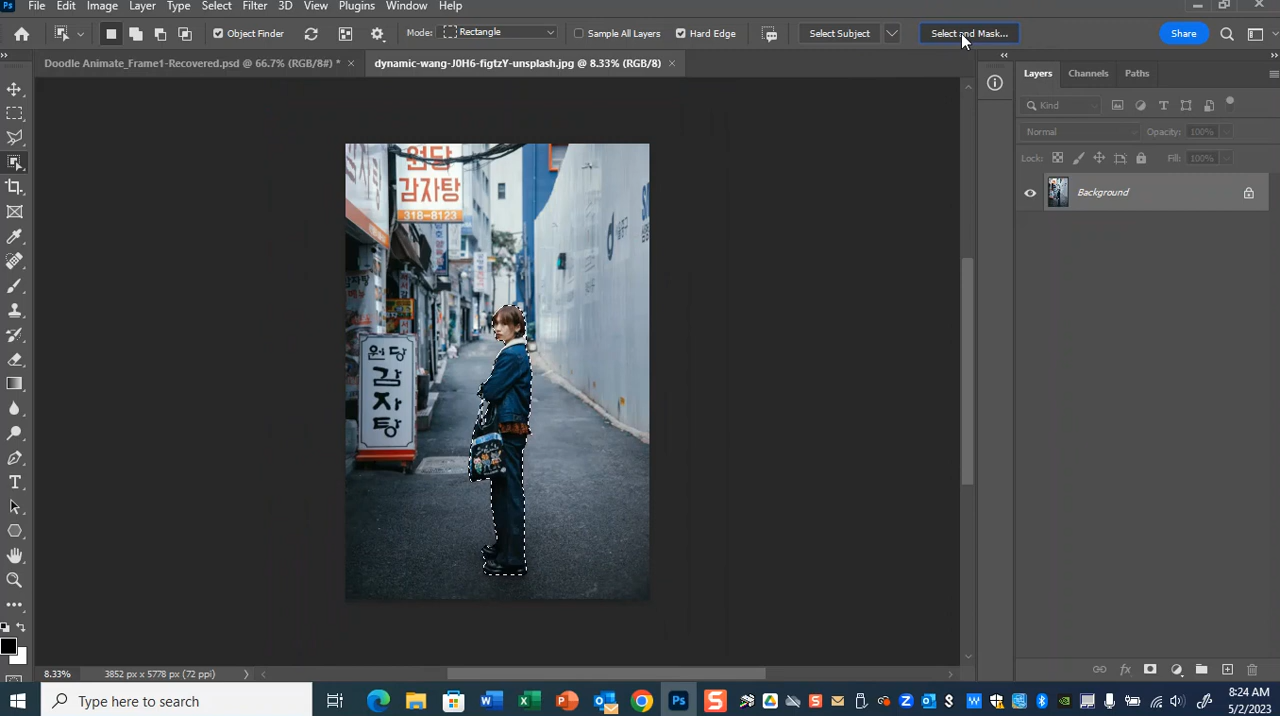 Ps File Edit Image Layer Type Select Filter 3D View Plugins Window Help
Object Finder Mode: Rectangle Sample All Layers Hard Edge Select Subject Select and Mask... Share
Doodle Animate_Frame1-Recovered.psd @ 66.7% (RGB/8#) * × dynamic-wang-J0H6-figtzY-unsplash.jpg @ 8.33% (RGB/8) ×
Layers Channels Paths
Kind
Normal Opacity: 100%
Lock: Fill: 100%
Background
원당
감자탕
318-8123
원당
감
자
탕
8.33% 3852 px x 5778 px (72 ppi)
Type here to search
8:24 AM
5/2/2023